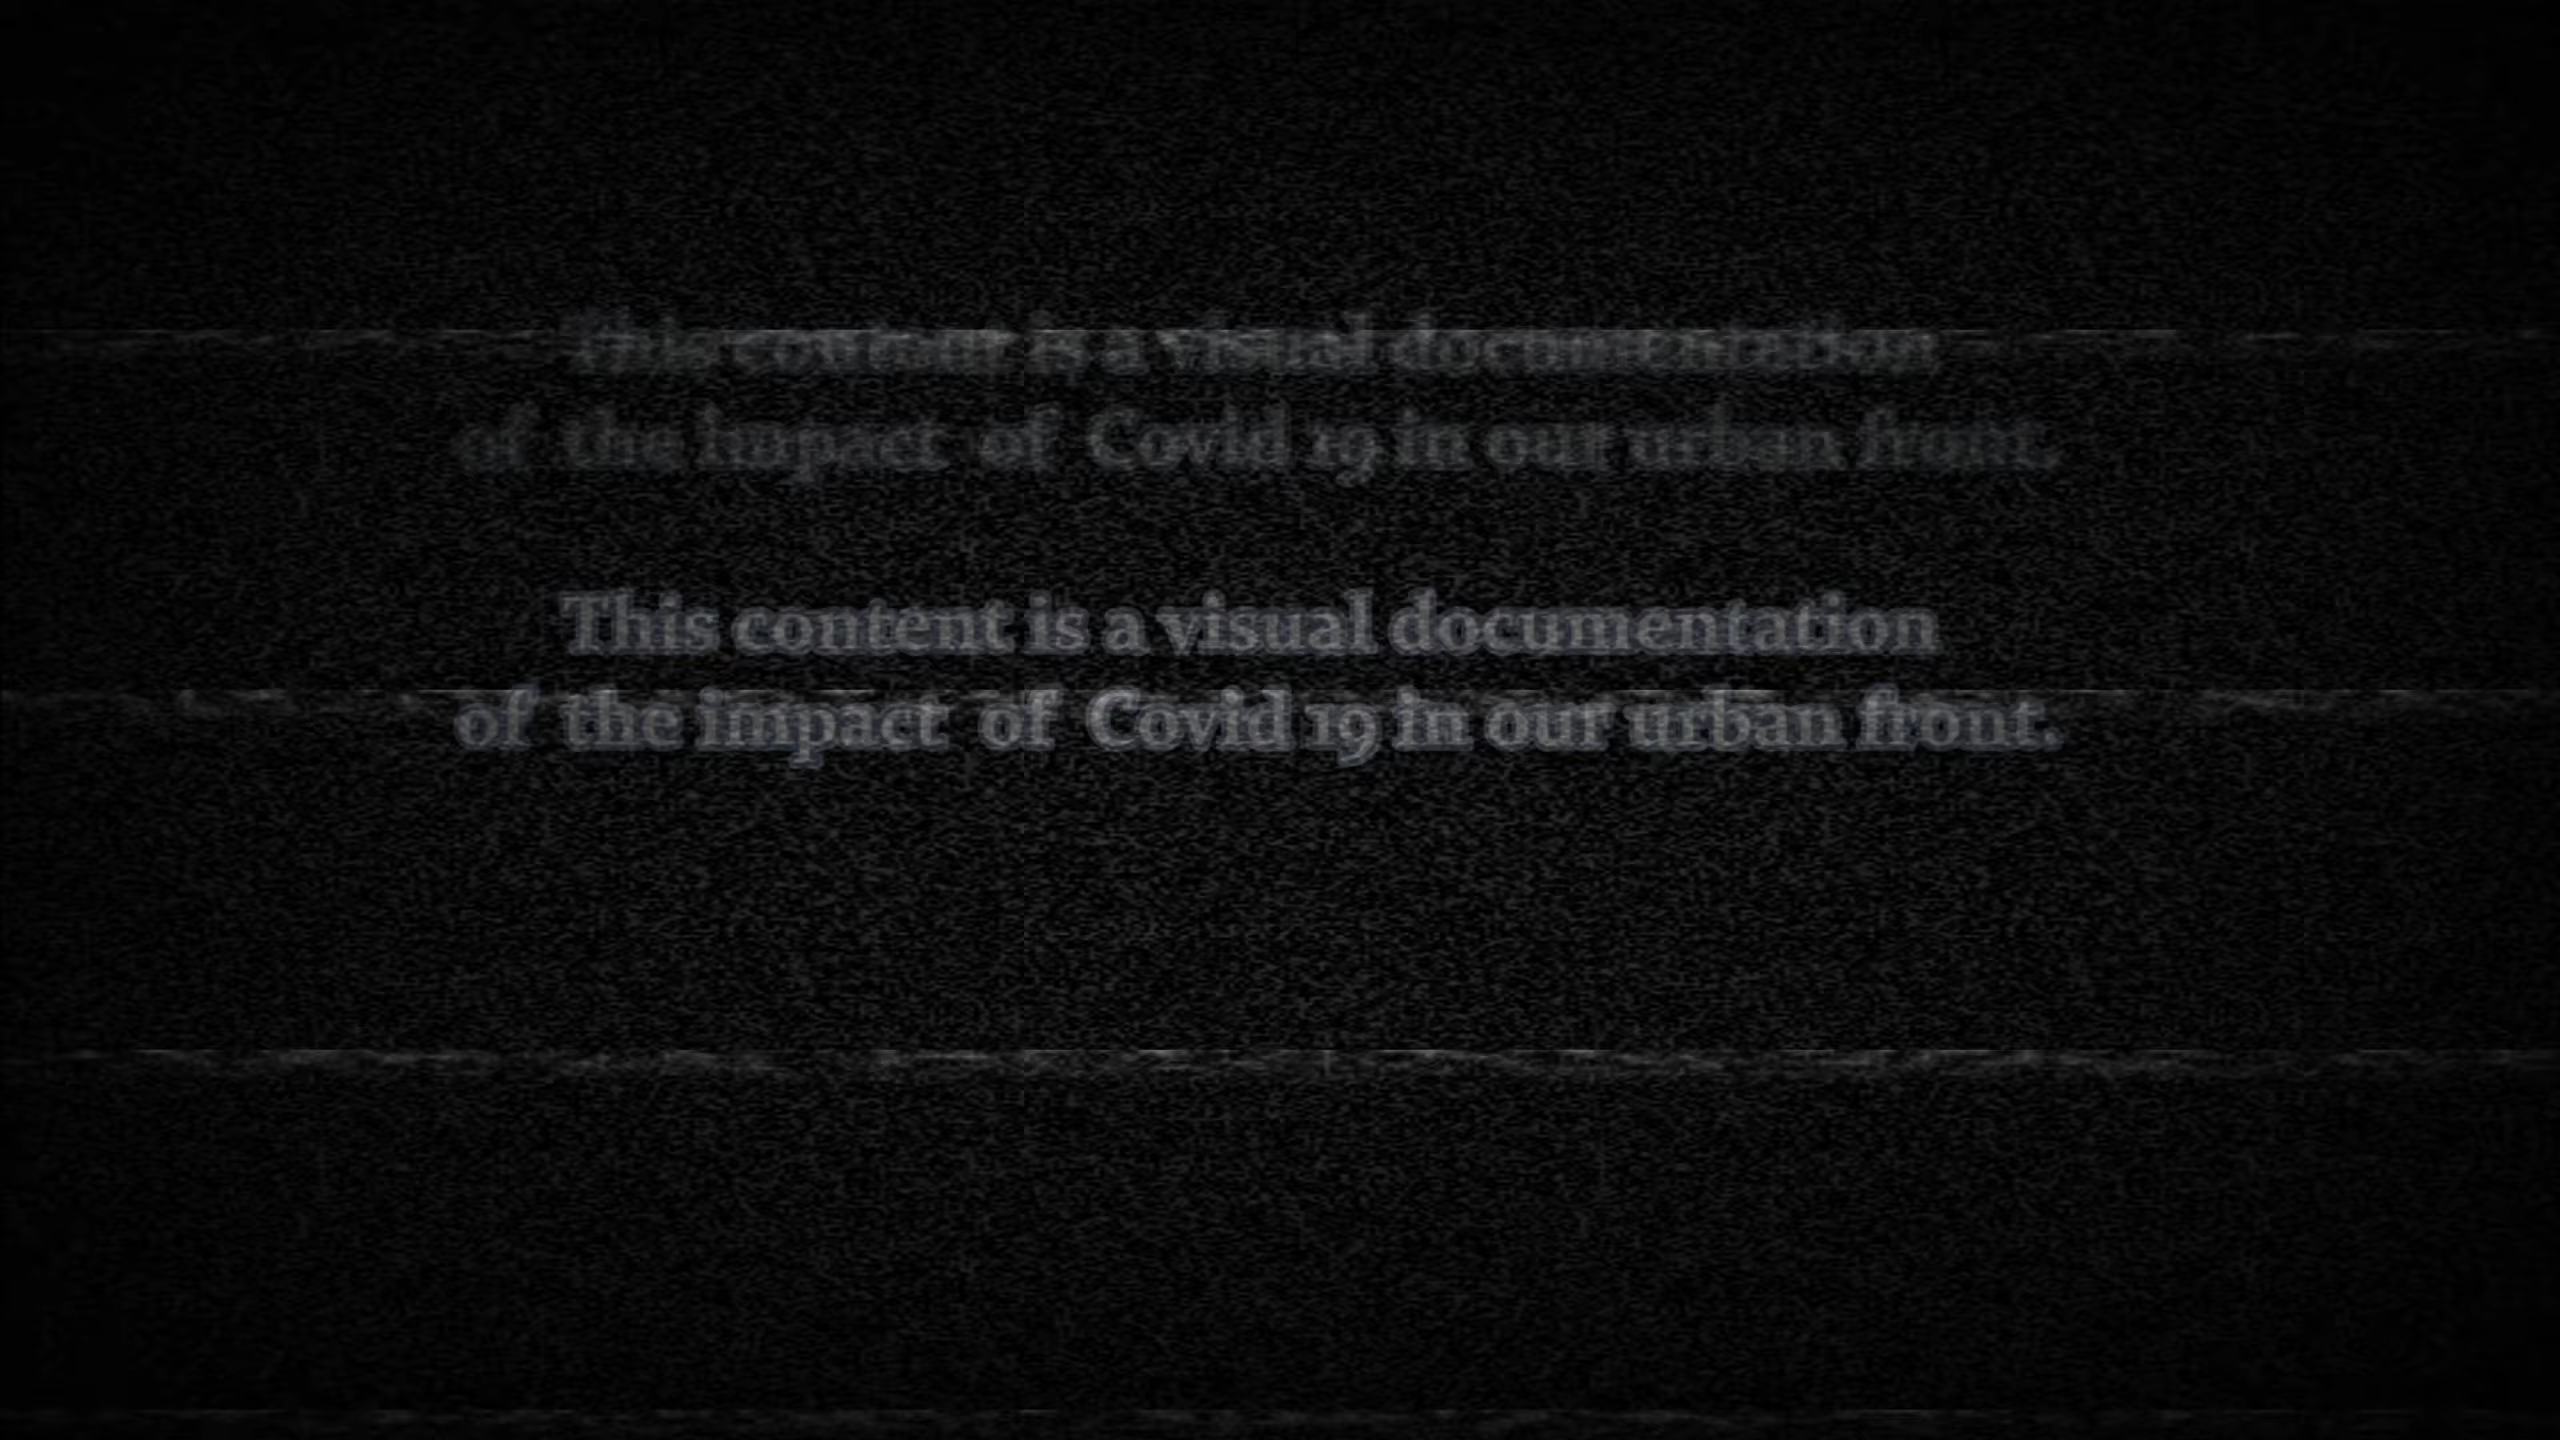 This content is a visual documentation
of the impact of Covid 19 in our urban front.
This content is a visual documentation
of the impact of Covid 19 in our urban front.